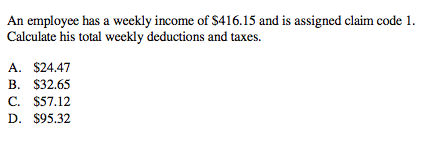 An employee has a weekly income of $416.15 and is assigned claim code 1.
Calculate his total weekly deductions and taxes.
A. $24.47
B. $32.65
C. $57.12
D. $95.32